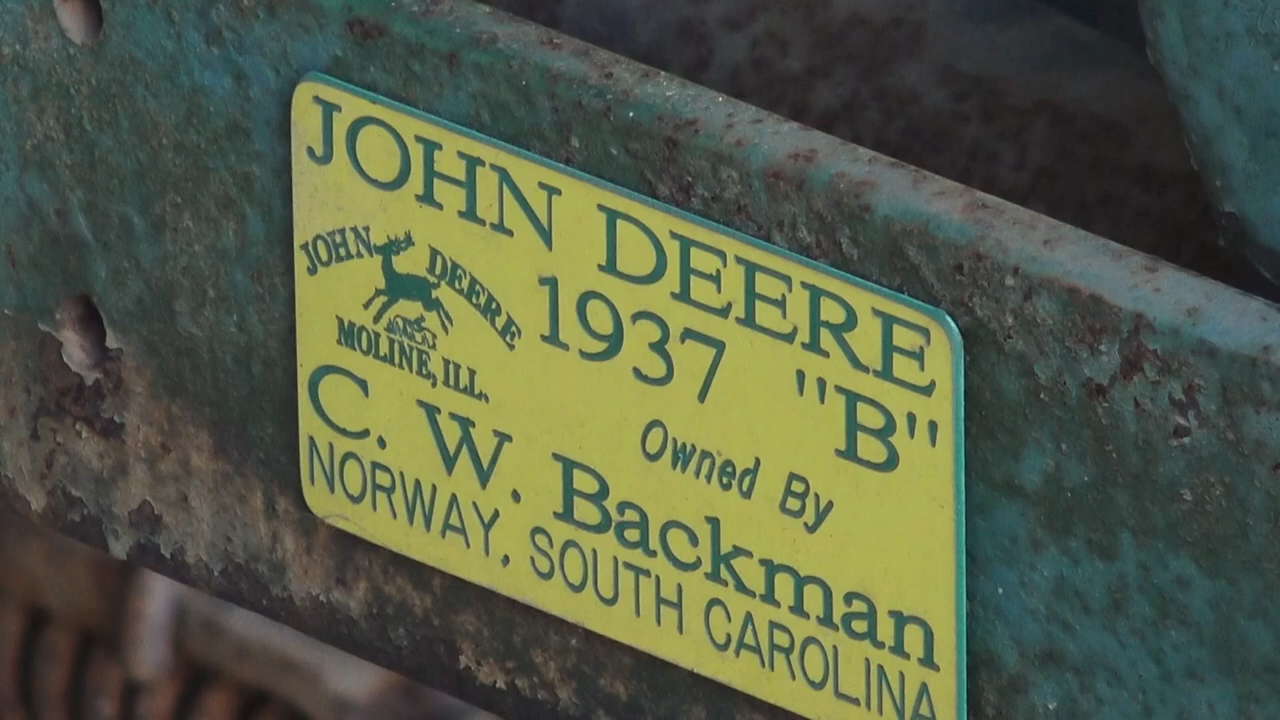 JOHN DEERE
JOHN DEERE
MOLINE, ILL.
1937 "B"
Owned By
C. W. Backman
NORWAY, SOUTH CAROLINA